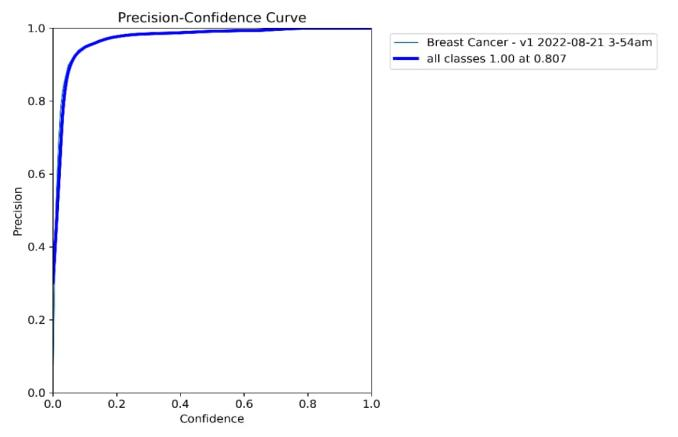 Precision-Confidence Curve
Breast Cancer - v1 2022-08-21 3-54am
all classes 1.00 at 0.807
1.0
0.8
0.6
0.4
0.2
0.0
Precision
0.0 0.2 0.4 0.6 0.8 1.0
Confidence